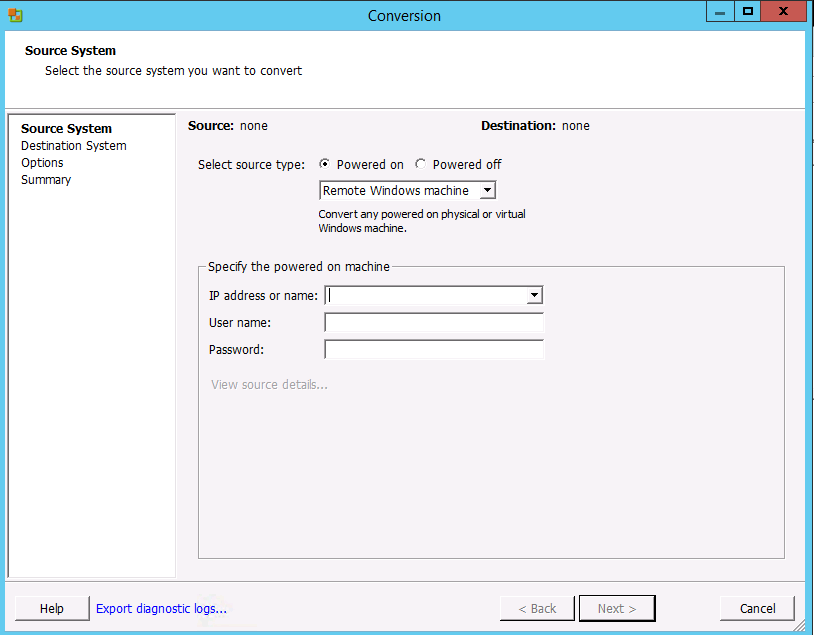 Conversion
Source System
Select the source system you want to convert
Source System
Destination System
Options
Summary
Source: none
Destination: none
Select source type: Powered on Powered off
Remote Windows machine
Convert any powered on physical or virtual
Windows machine.
Specify the powered on machine
IP address or name:
User name:
Password:
View source details...
Help
Export diagnostic logs...
< Back
Next >
Cancel